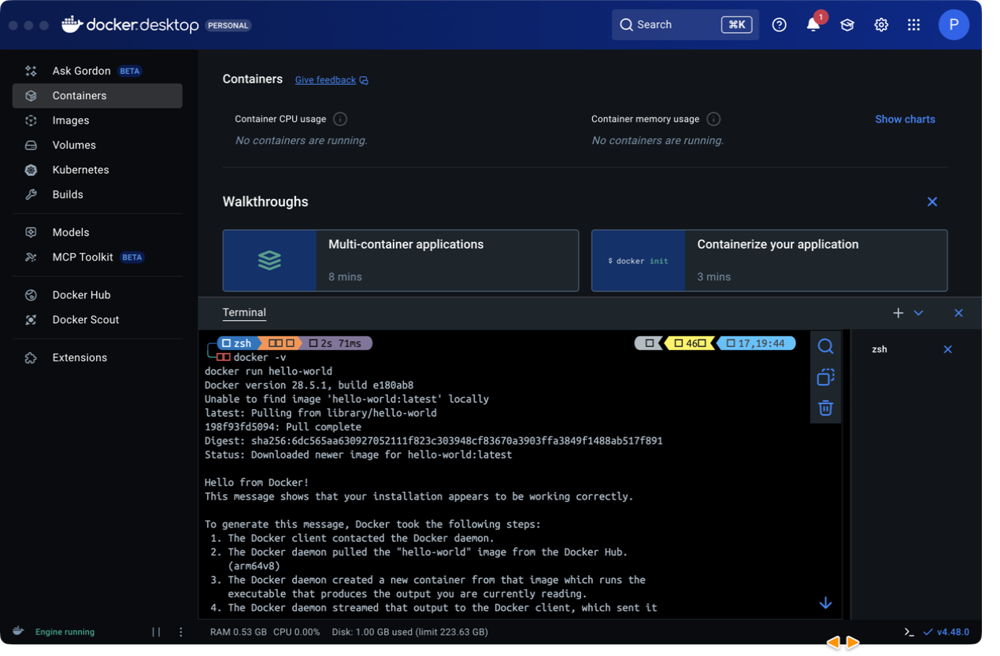 docker.desktop PERSONAL
Search ⌘K
1
P
Ask Gordon BETA
Containers
Images
Volumes
Kubernetes
Builds
Models
MCP Toolkit BETA
Docker Hub
Docker Scout
Extensions
Containers Give feedback
Container CPU usage
No containers are running.
Container memory usage
No containers are running.
Show charts
Walkthroughs
Multi-container applications
8 mins
$ docker init
Containerize your application
3 mins
Terminal
zsh 2s 71ms 46 17,19:44
docker -v
docker run hello-world
Docker version 28.5.1, build e180ab8
Unable to find image 'hello-world:latest' locally
latest: Pulling from library/hello-world
198f93fd5094: Pull complete
Digest: sha256:6dc565aa630927052111f823c303948cf83670a3903ffa3849f1488ab517f891
Status: Downloaded newer image for hello-world:latest
Hello from Docker!
This message shows that your installation appears to be working correctly.
To generate this message, Docker took the following steps:
1. The Docker client contacted the Docker daemon.
2. The Docker daemon pulled the "hello-world" image from the Docker Hub.
(arm64v8)
3. The Docker daemon created a new container from that image which runs the
executable that produces the output you are currently reading.
4. The Docker daemon streamed that output to the Docker client, which sent it
zsh
Engine running
RAM 0.53 GB CPU 0.00% Disk: 1.00 GB used (limit 223.63 GB)
v4.48.0